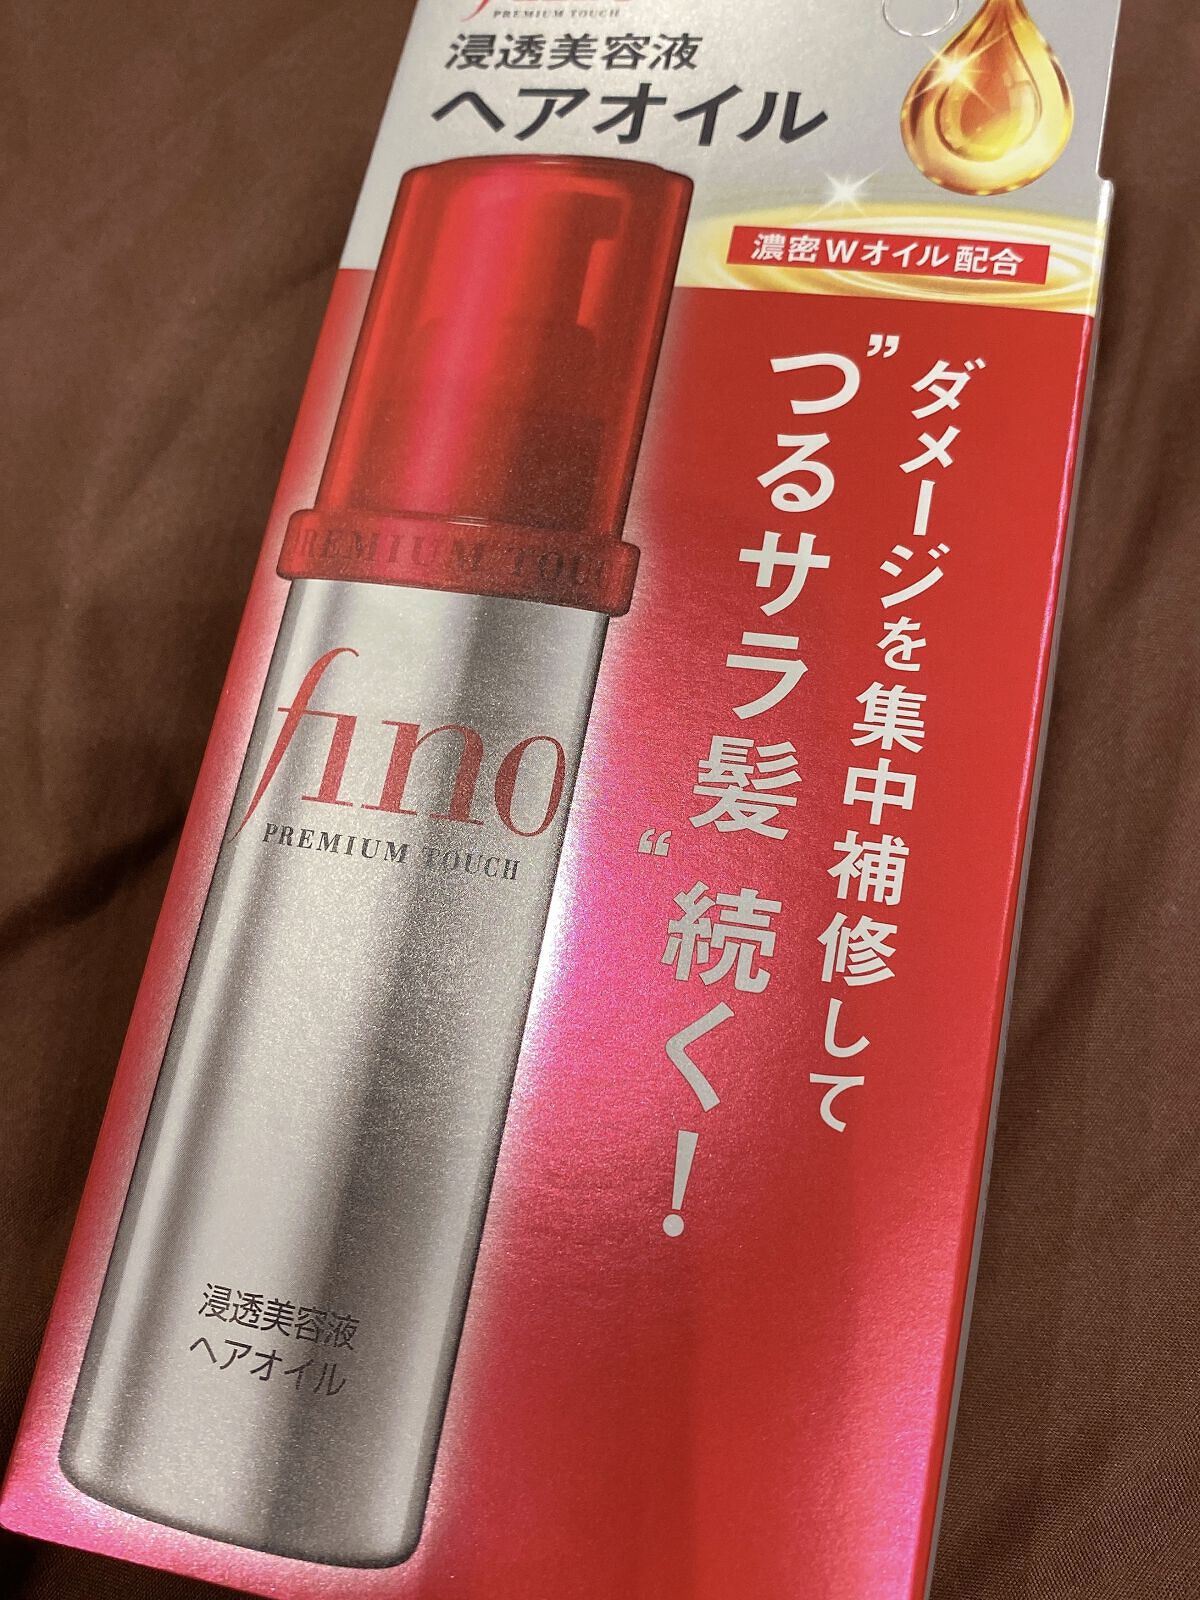 PREMIUM TOUCH
浸透美容液
ヘアオイル
濃密Wオイル配合
ダメージを集中補修して
”つるサラ髪“続く！
PREMIUM TOUC
fino
PREMIUM TOUCH
浸透美容液
ヘアオイル